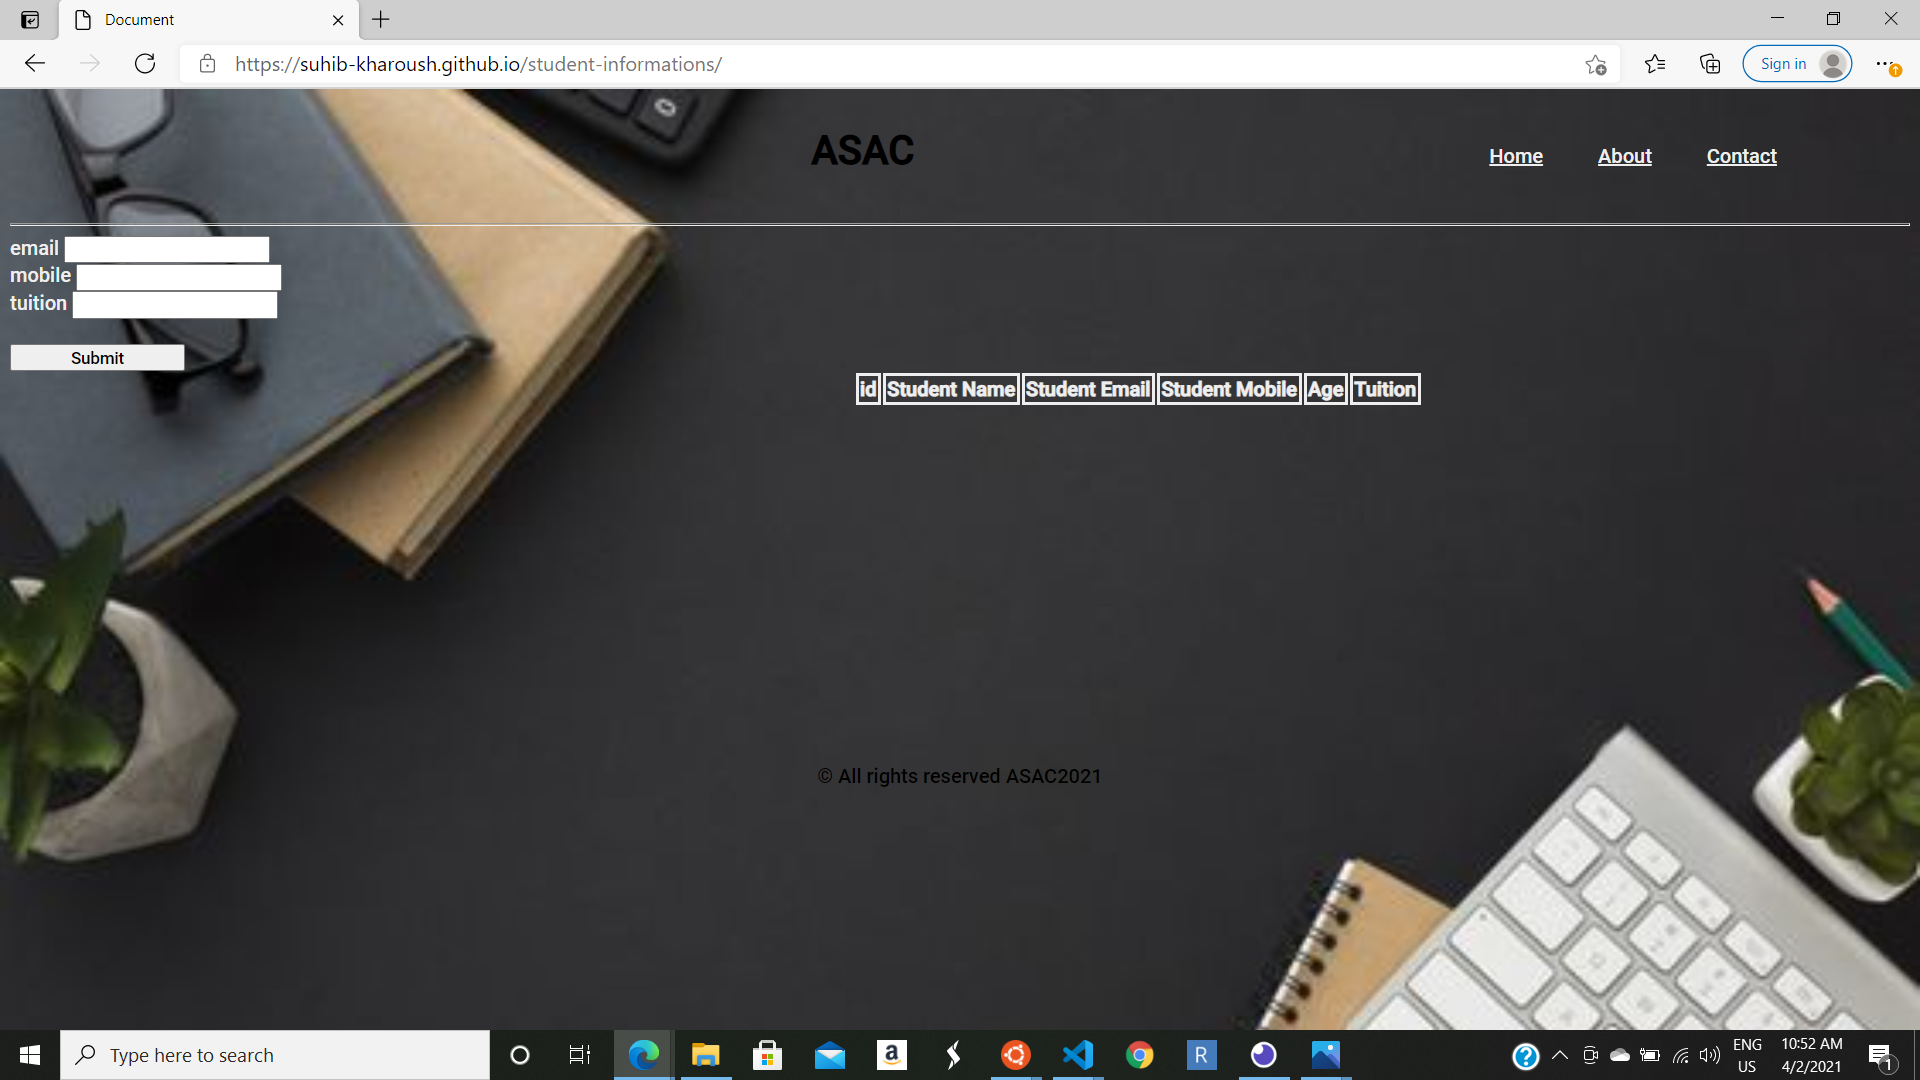 Document
https://suhib-kharoush.github.io/student-informations/
Sign in
ASAC
Home About Contact
email
mobile
tuition
Submit
id Student Name Student Email Student Mobile Age Tuition
© All rights reserved ASAC2021
Type here to search
ENG
US
10:52 AM
4/2/2021
1